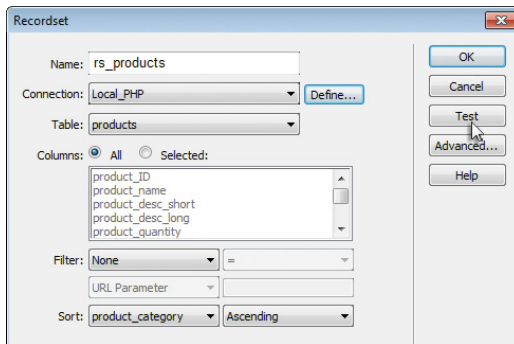 Recordset
Name: rs_products
OK
Connection: Local_PHP Define...
Cancel
Table: products
Test
Columns: All Selected:
Advanced...
product_ID
product_name
product_desc_short
product_desc_long
product_quantity
Help
Filter: None =
URL Parameter
Sort: product_category Ascending